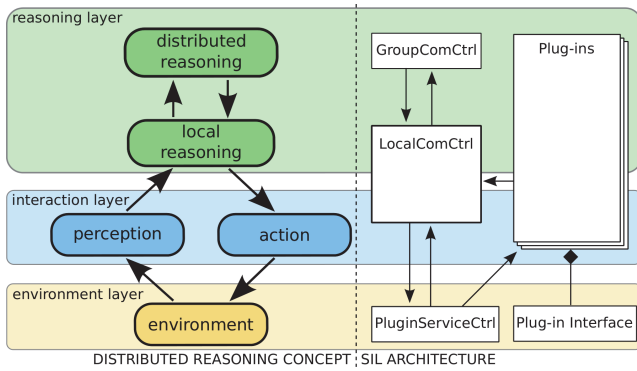 reasoning layer
distributed
reasoning
local
reasoning
GroupComCtrl
Plug-ins
LocalComCtrl
interaction layer
perception
action
environment layer
environment
PluginServiceCtrl
Plug-in Interface
DISTRIBUTED REASONING CONCEPT
SIL ARCHITECTURE